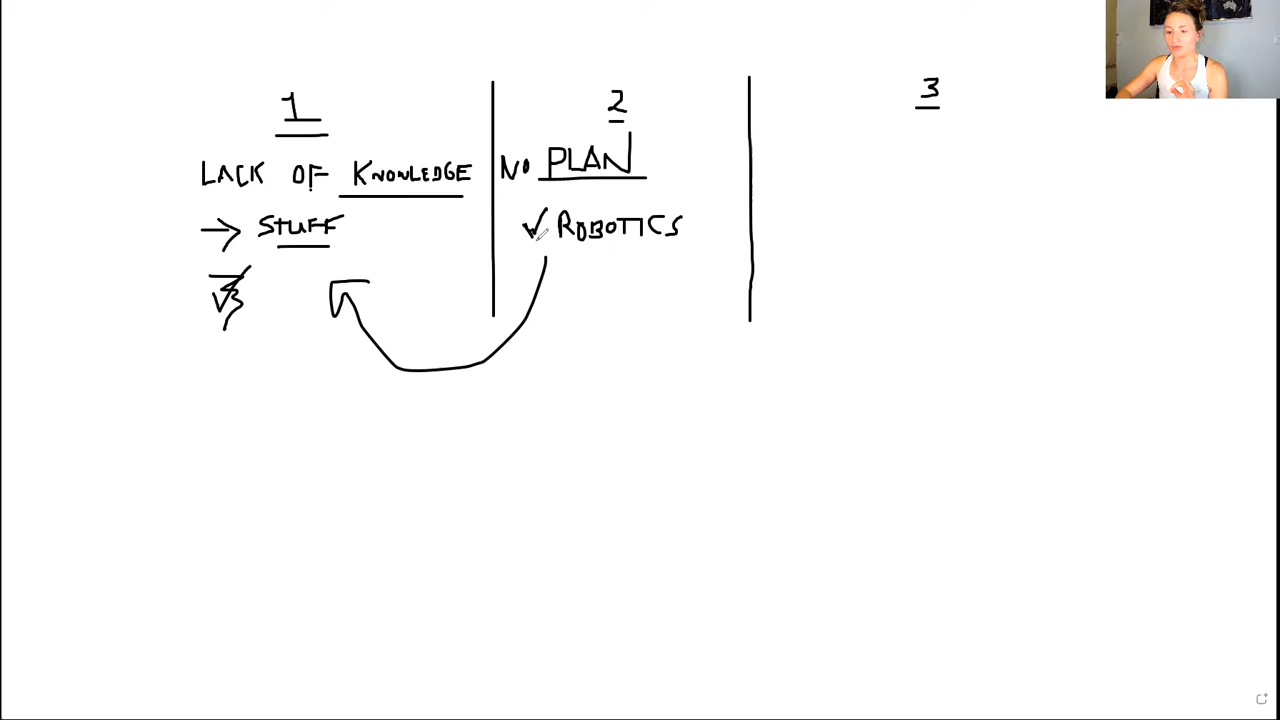 1
LACK OF KNOWLEDGE
→ STUFF
2
NO PLAN
✓ ROBOTICS
3